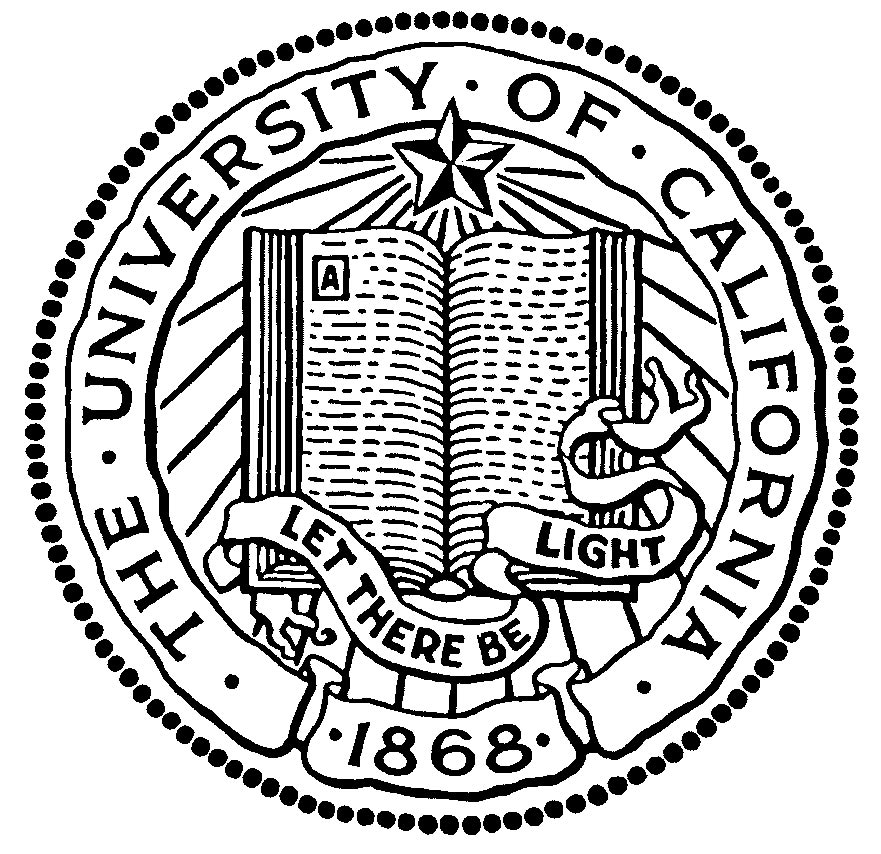 THE · UNIVERSITY · OF · CALIFORNIA ·
A
LET THERE BE
LIGHT
· 1868 ·